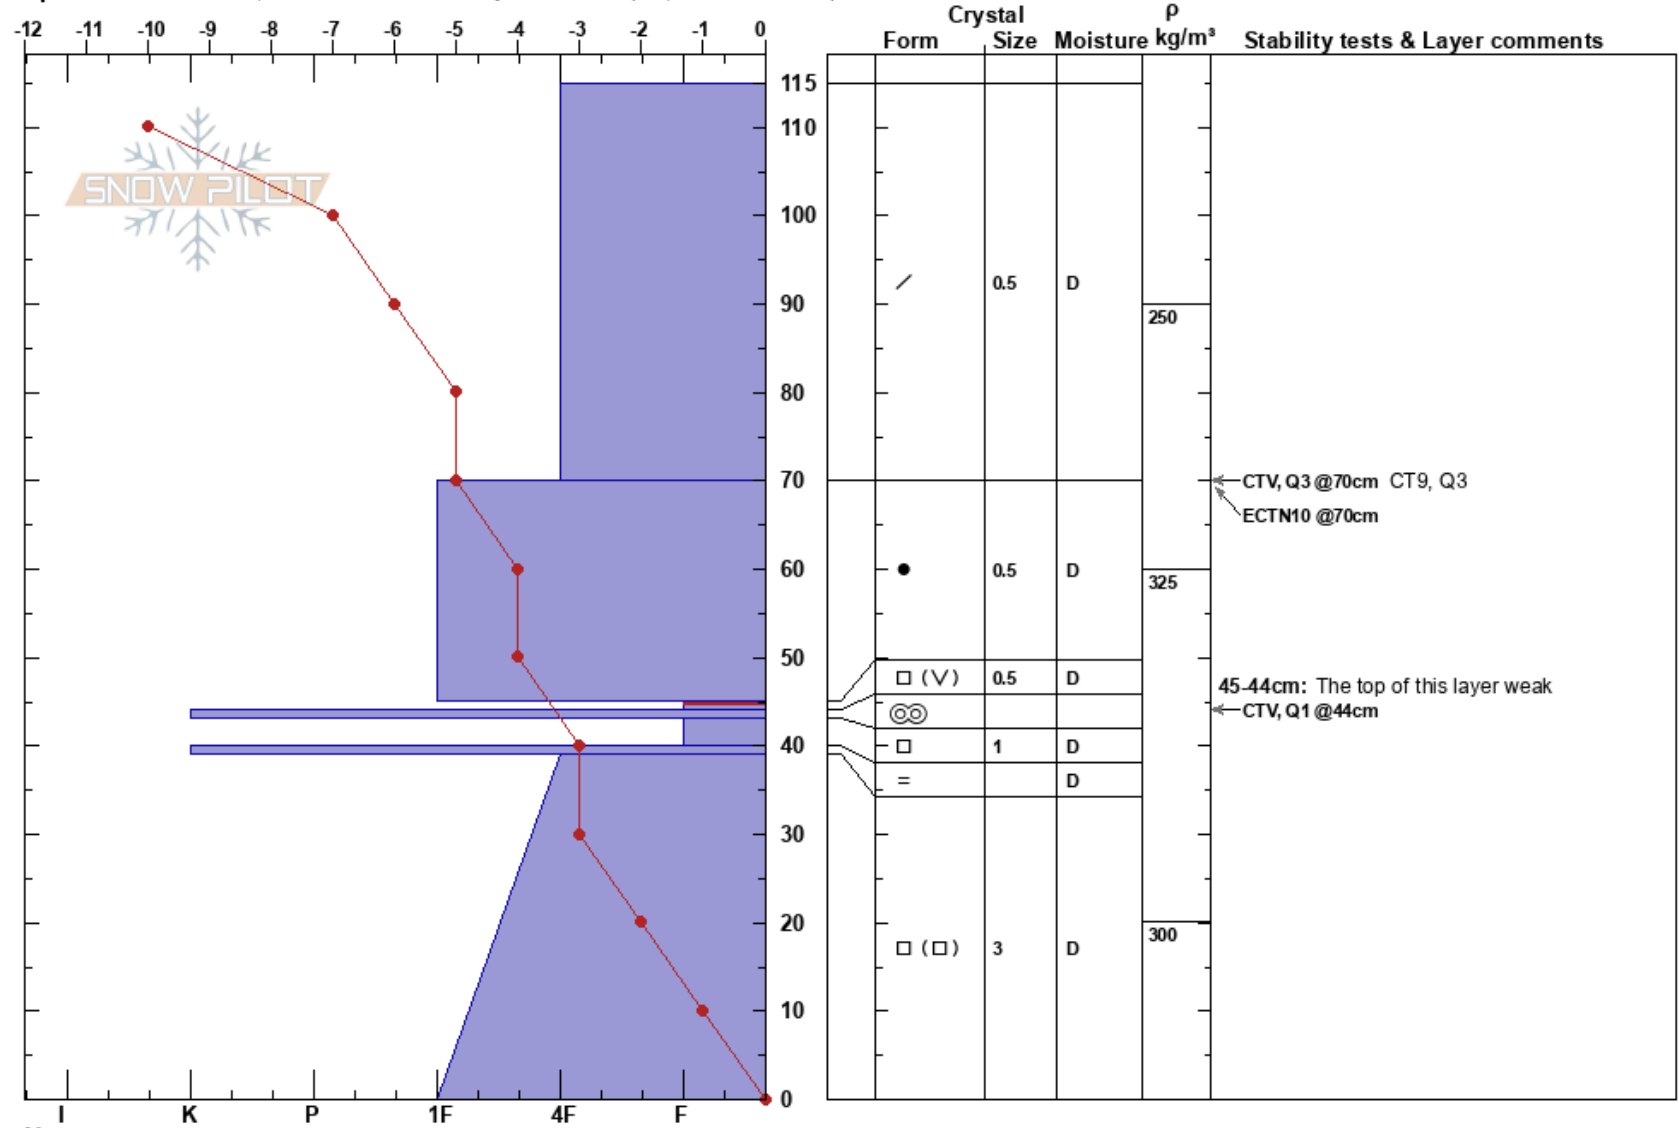 Crystal ρ
-12 -11 -10 -9 -8 -7 -6 -5 -4 -3 -2 -1 0
Form Size Moisture kg/m³ Stability tests & Layer comments
115
110
SNOW PILOT
100
/ 0.5 D
90
250
80
70 CTV, Q3 @70cm CT9, Q3
ECTN10 @70cm
60 ● 0.5 D
325
50
□ (∨) 0.5 D 45-44cm: The top of this layer weak
CTV, Q1 @44cm
40 □ 1 D
= D
30
20
300
□ (□) 3 D
10
0
I K P 1F 4F F